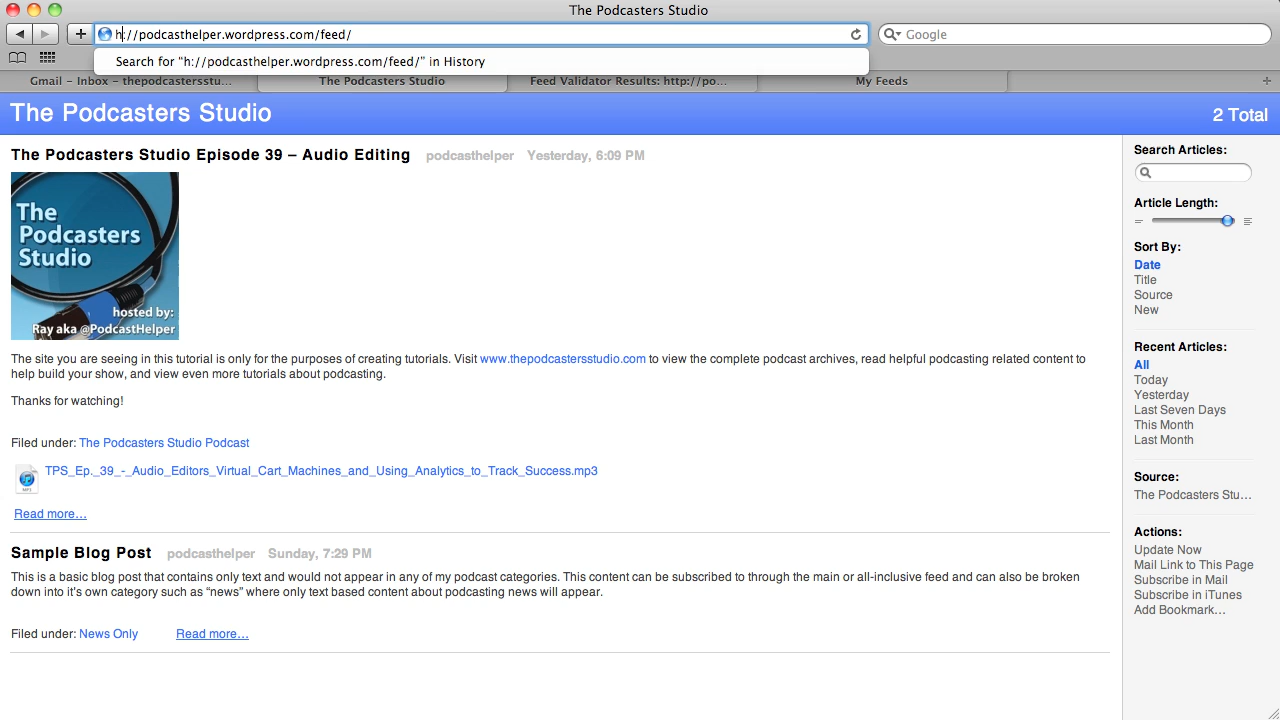 The Podcasters Studio
h://podcasthelper.wordpress.com/feed/
Google
Search for "h://podcasthelper.wordpress.com/feed/" in History
Gmail – Inbox – thepodcastersstu...
The Podcasters Studio
Feed Validator Results: http://po...
My Feeds
The Podcasters Studio
2 Total
The Podcasters Studio Episode 39 – Audio Editing podcasthelper Yesterday, 6:09 PM
The
Podcasters
Studio
hosted by:
Ray aka @PodcastHelper
The site you are seeing in this tutorial is only for the purposes of creating tutorials. Visit www.thepodcastersstudio.com to view the complete podcast archives, read helpful podcasting related content to
help build your show, and view even more tutorials about podcasting.
Thanks for watching!
Filed under: The Podcasters Studio Podcast
MP3
TPS_Ep._39_-_Audio_Editors_Virtual_Cart_Machines_and_Using_Analytics_to_Track_Success.mp3
Read more…
Sample Blog Post podcasthelper Sunday, 7:29 PM
This is a basic blog post that contains only text and would not appear in any of my podcast categories. This content can be subscribed to through the main or all-inclusive feed and can also be broken
down into it's own category such as “news” where only text based content about podcasting news will appear.
Filed under: News Only Read more…
Search Articles:
Article Length:
Sort By:
Date
Title
Source
New
Recent Articles:
All
Today
Yesterday
Last Seven Days
This Month
Last Month
Source:
The Podcasters Stu…
Actions:
Update Now
Mail Link to This Page
Subscribe in Mail
Subscribe in iTunes
Add Bookmark…